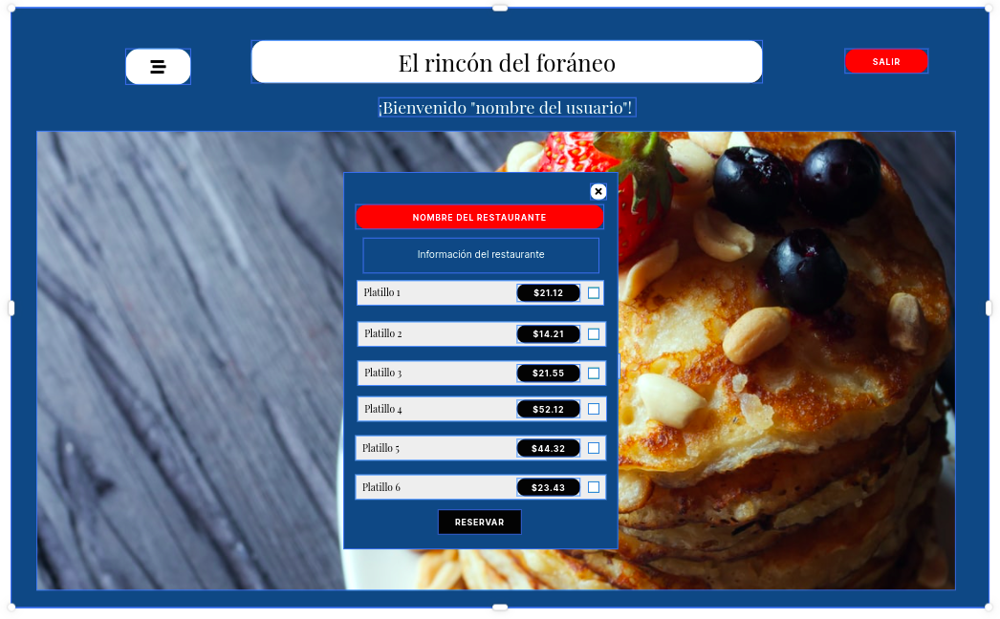 El rincón del foráneo
SALIR
¡Bienvenido "nombre del usuario"!
NOMBRE DEL RESTAURANTE
Información del restaurante
Platillo 1 $21.12
Platillo 2 $14.21
Platillo 3 $21.55
Platillo 4 $52.12
Platillo 5 $44.32
Platillo 6 $23.43
RESERVAR